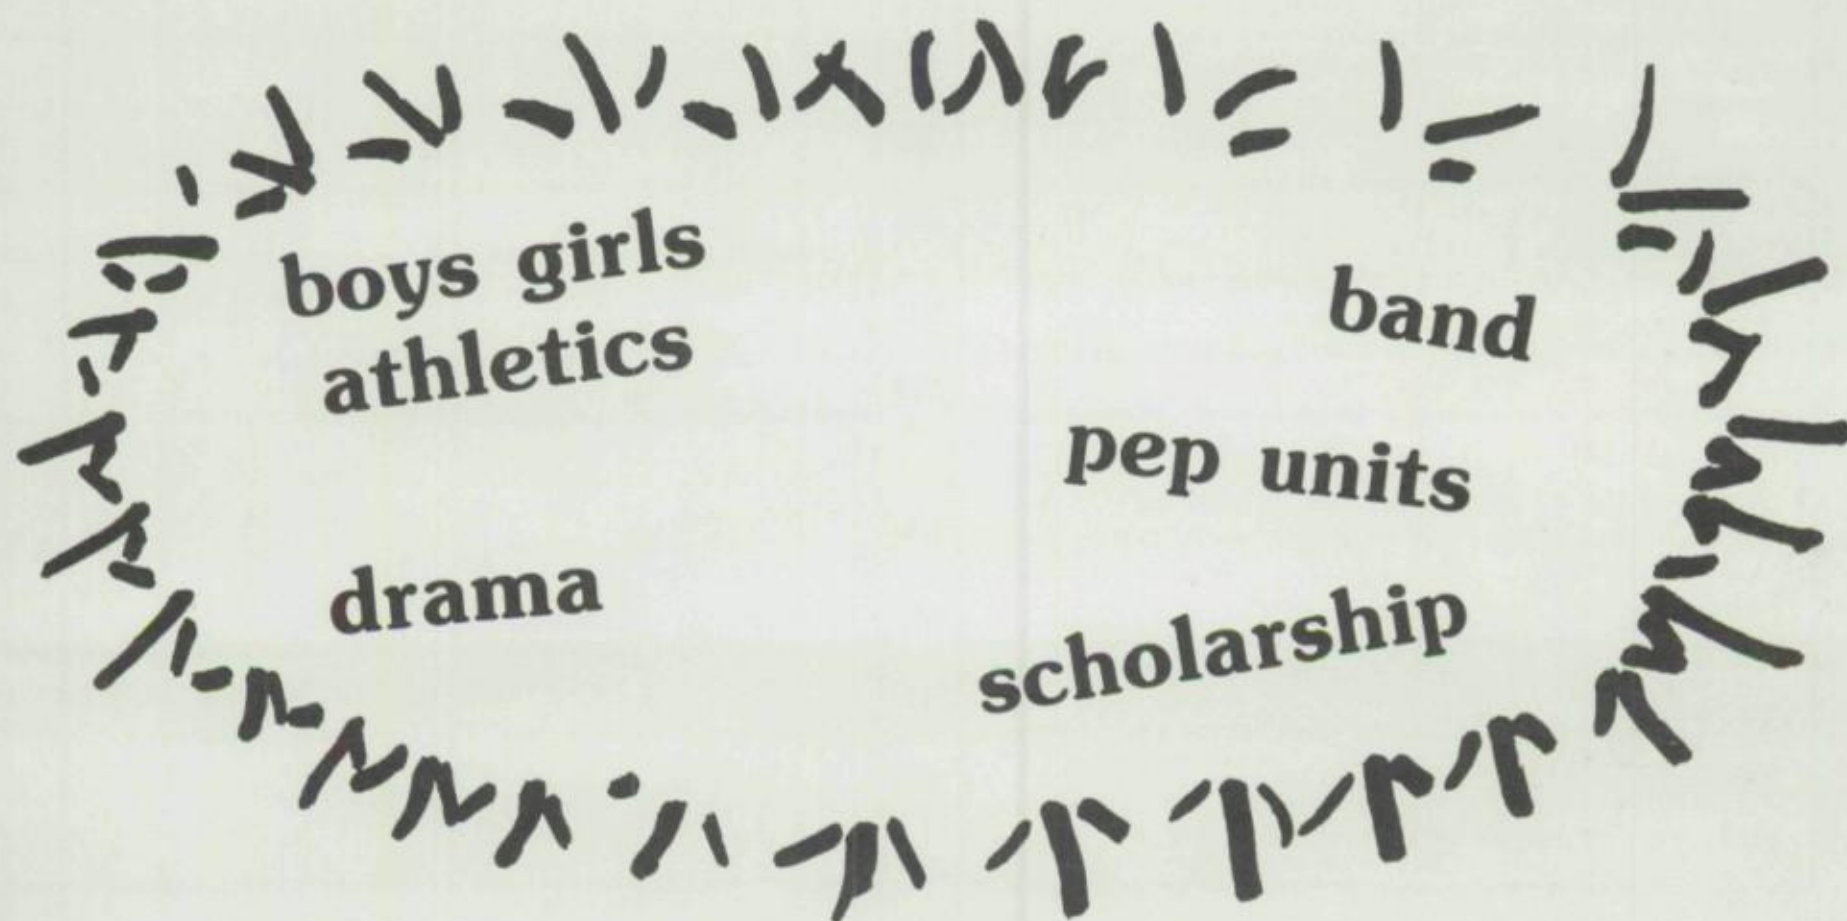 boys girls
athletics
band
pep units
drama
scholarship